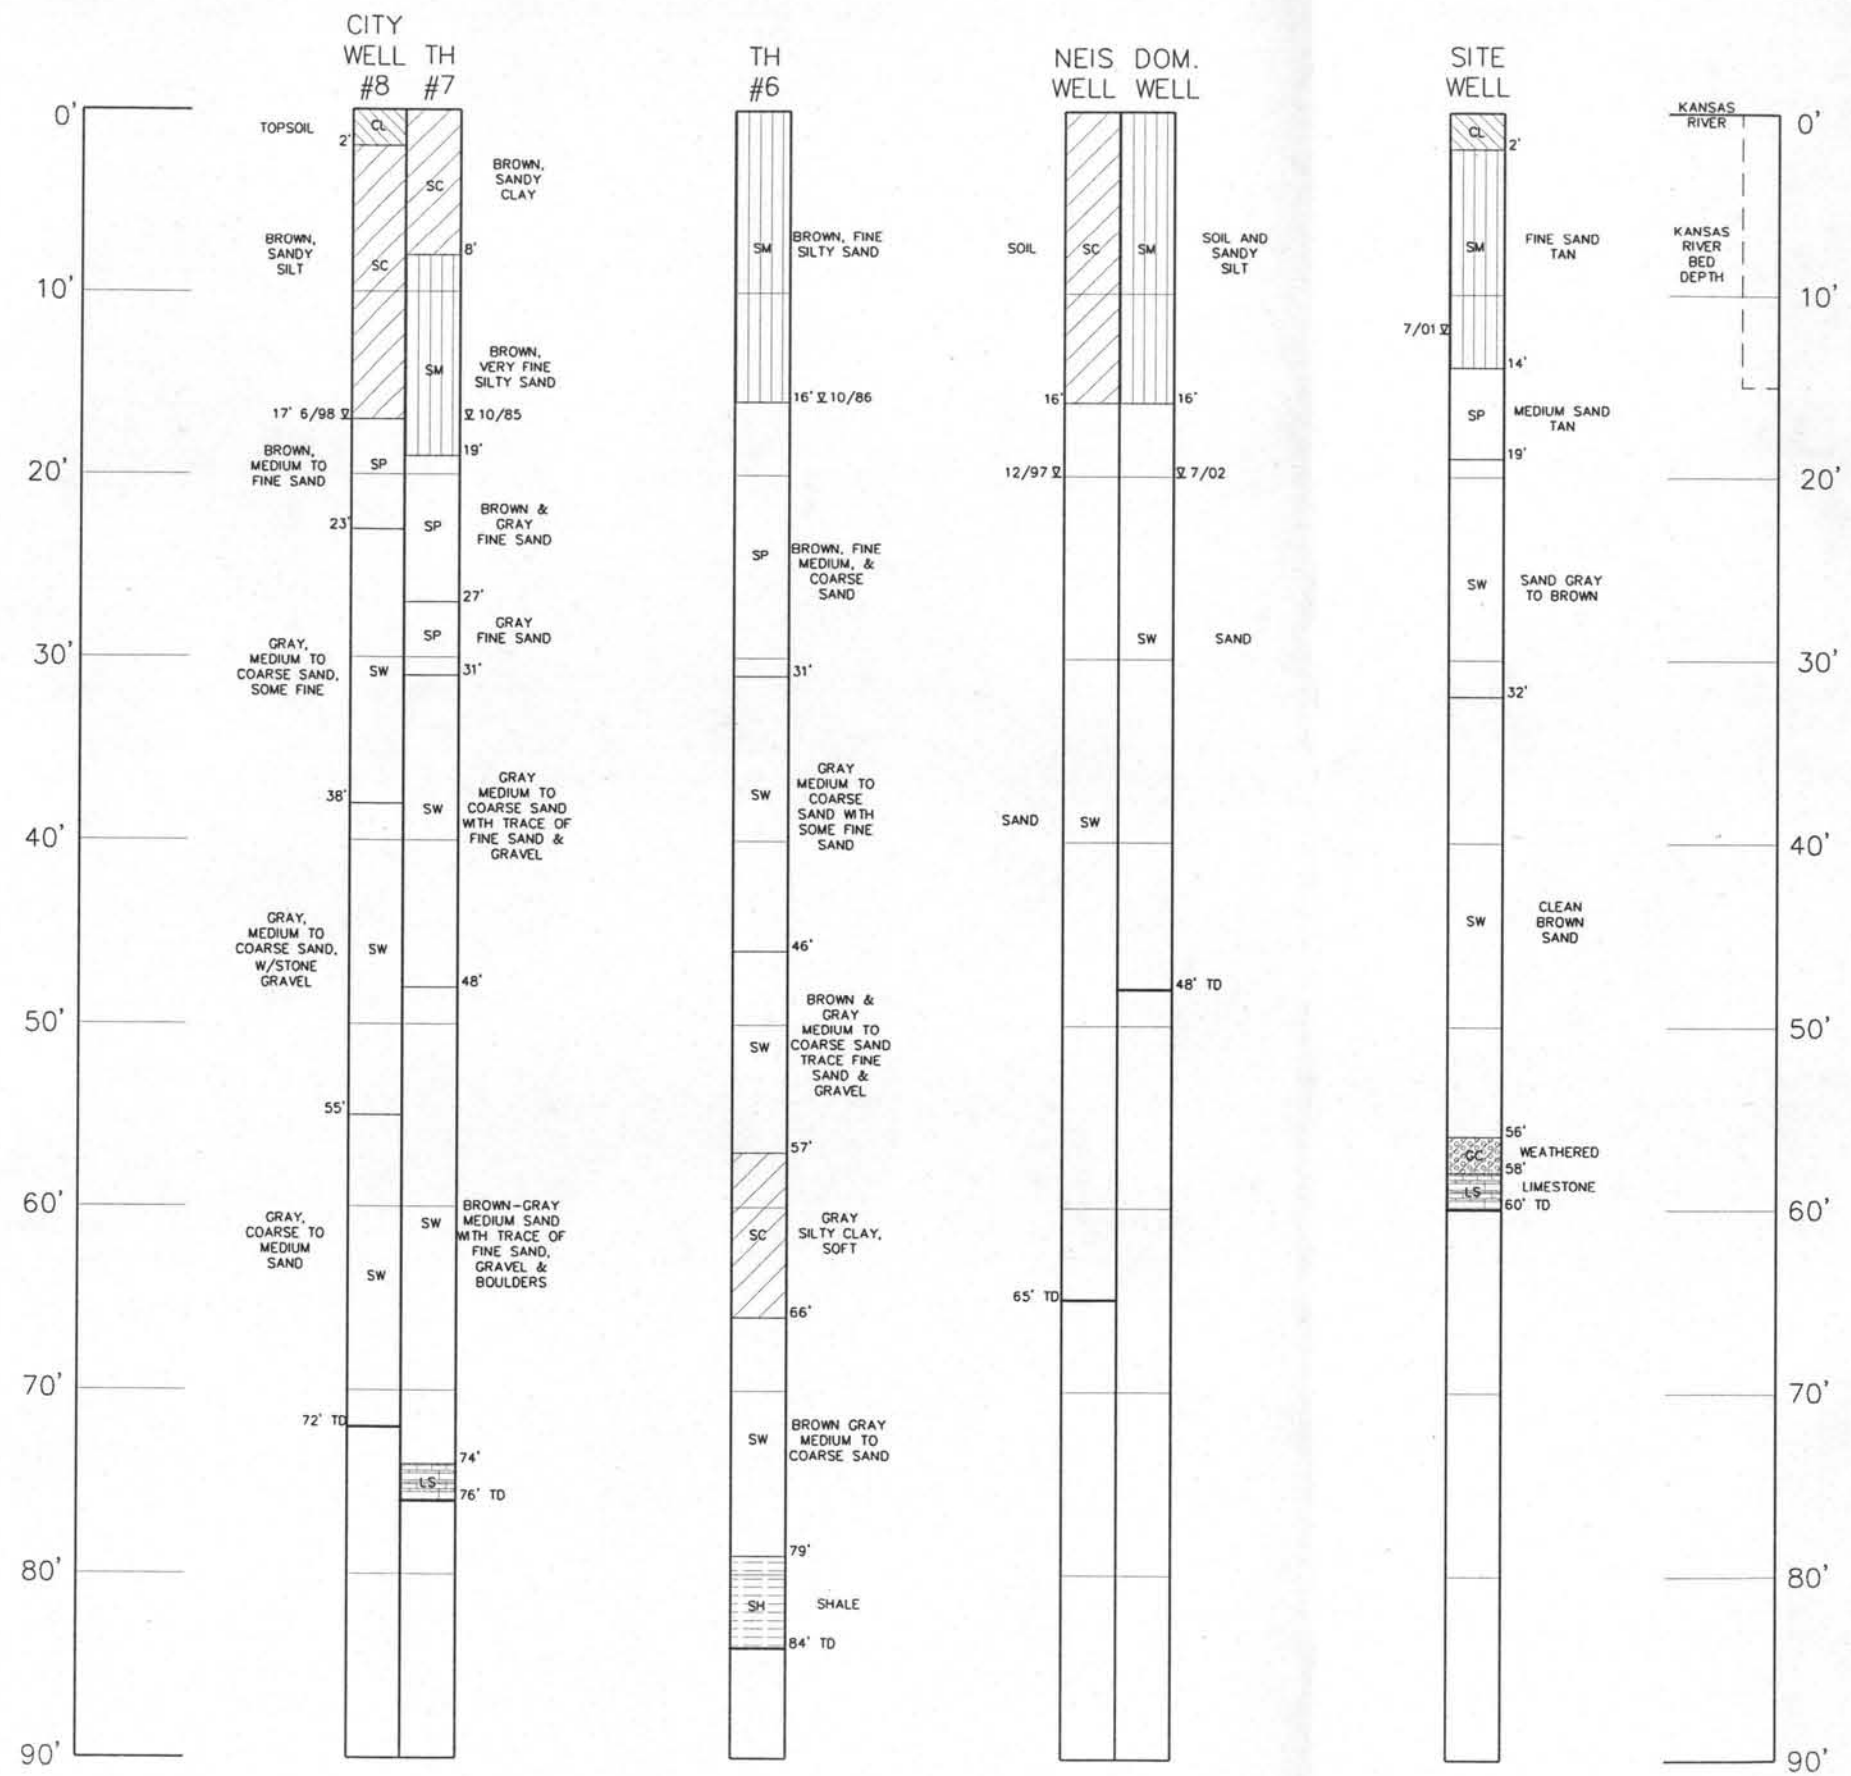 CITY
WELL
#8
TH
#7
TH
#6
NEIS
WELL
DOM.
WELL
SITE
WELL
0'
10'
20'
30'
40'
50'
60'
70'
80'
90'
TOPSOIL
CL
2'
BROWN,
SANDY
SILT
SC
17' 6/98
BROWN,
MEDIUM TO
FINE SAND
SP
23'
GRAY,
MEDIUM TO
COARSE SAND,
SOME FINE
SW
38'
GRAY,
MEDIUM TO
COARSE SAND,
W/STONE
GRAVEL
SW
55'
GRAY,
COARSE TO
MEDIUM
SAND
SW
72' TD
SC
BROWN,
SANDY
CLAY
8'
SM
BROWN,
VERY FINE
SILTY SAND
10/85
19'
SP
BROWN &
GRAY
FINE SAND
27'
SP
GRAY
FINE SAND
31'
SW
GRAY
MEDIUM TO
COARSE SAND
WITH TRACE OF
FINE SAND &
GRAVEL
48'
SW
BROWN-GRAY
MEDIUM SAND
WITH TRACE OF
FINE SAND,
GRAVEL &
BOULDERS
74'
LS
76' TD
SM
BROWN, FINE
SILTY SAND
16' 10/86
SP
BROWN, FINE
MEDIUM, &
COARSE
SAND
31'
SW
GRAY
MEDIUM TO
COARSE
SAND WITH
SOME FINE
SAND
46'
SW
BROWN &
GRAY
MEDIUM TO
COARSE SAND
TRACE FINE
SAND &
GRAVEL
57'
SC
GRAY
SILTY CLAY,
SOFT
66'
SW
BROWN GRAY
MEDIUM TO
COARSE SAND
79'
SH
SHALE
84' TD
SOIL
SC
16'
12/97
SAND
SW
65' TD
SM
SOIL AND
SANDY
SILT
16'
7/02
SW
SAND
48' TD
CL
2'
SM
FINE SAND
TAN
7/01
14'
SP
MEDIUM SAND
TAN
19'
SW
SAND GRAY
TO BROWN
32'
SW
CLEAN
BROWN
SAND
56'
GC
WEATHERED
58'
LS
LIMESTONE
60' TD
KANSAS
RIVER
KANSAS
RIVER
BED
DEPTH
0'
10'
20'
30'
40'
50'
60'
70'
80'
90'